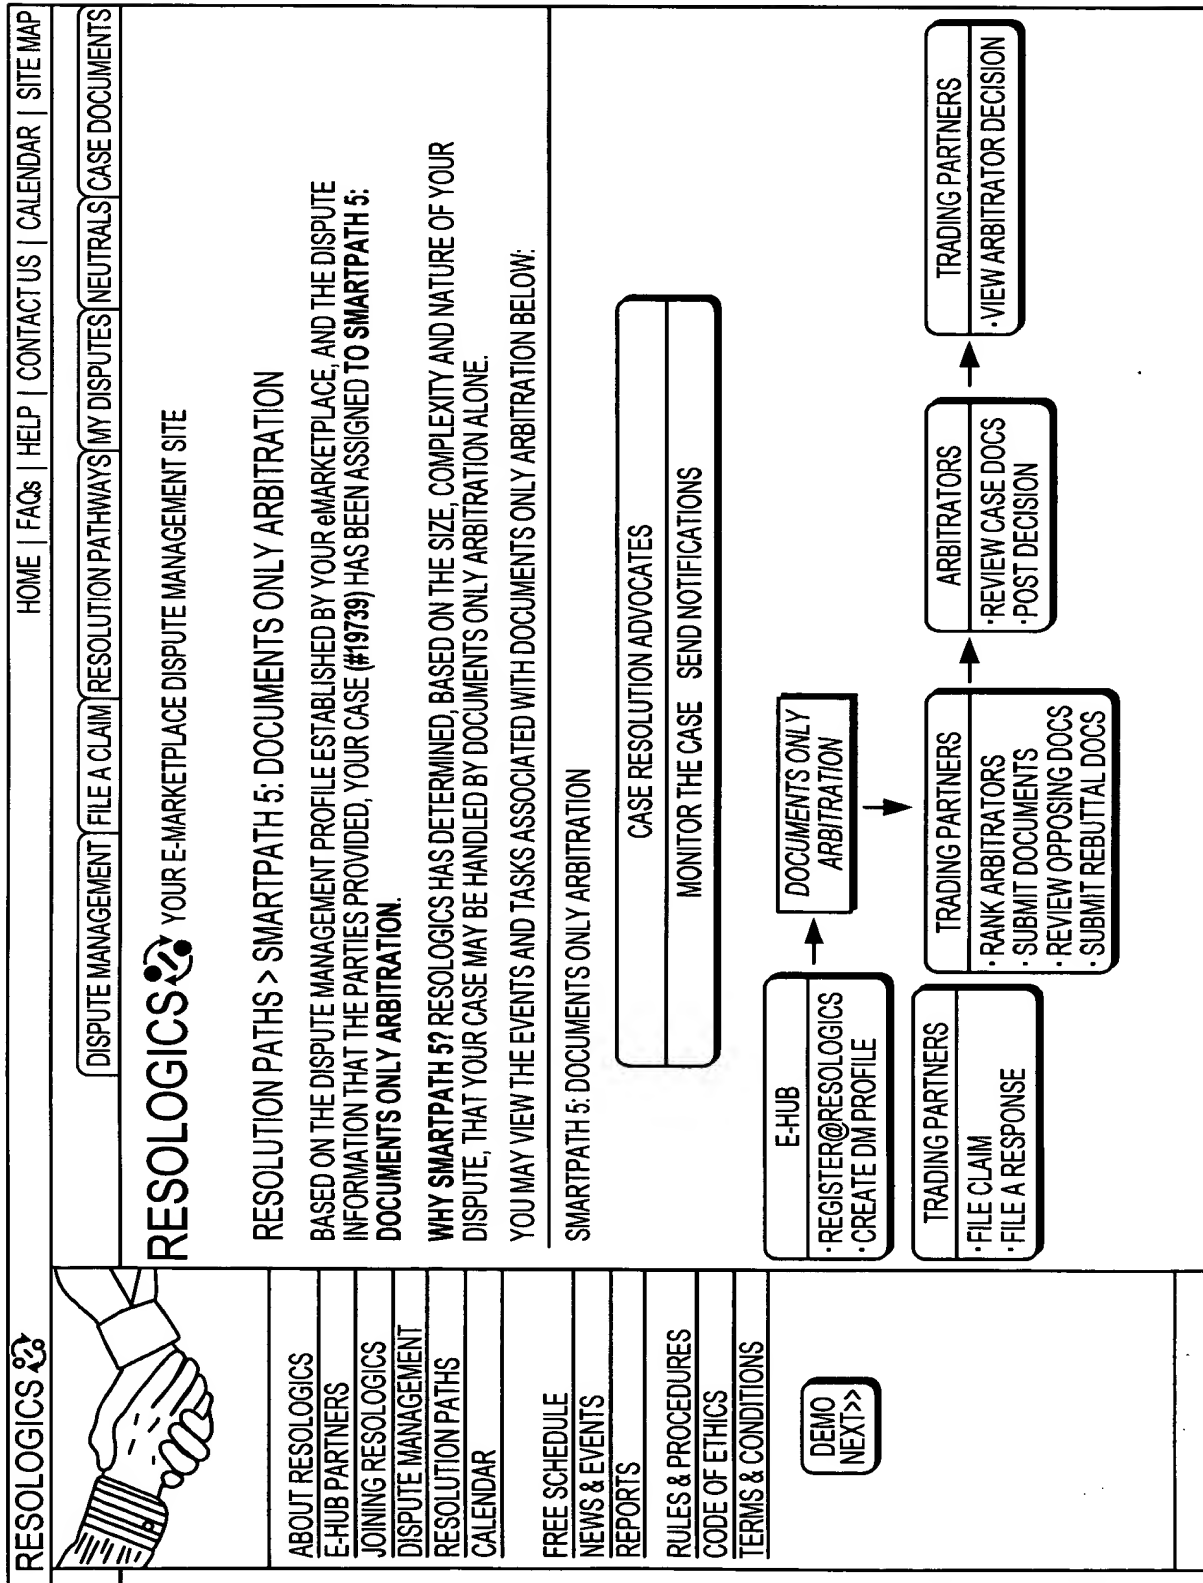 RESOLOGICS
HOME | FAQs | HELP | CONTACT US | CALENDAR | SITE MAP
DISPUTE MANAGEMENT FILE A CLAIM RESOLUTION PATHWAYS MY DISPUTES NEUTRALS CASE DOCUMENTS
RESOLOGICS YOUR E-MARKETPLACE DISPUTE MANAGEMENT SITE
ABOUT RESOLOGICS
E-HUB PARTNERS
JOINING RESOLOGICS
DISPUTE MANAGEMENT
RESOLUTION PATHS
CALENDAR
FREE SCHEDULE
NEWS & EVENTS
REPORTS
RULES & PROCEDURES
CODE OF ETHICS
TERMS & CONDITIONS
DEMO
NEXT>>
RESOLUTION PATHS > SMARTPATH 5: DOCUMENTS ONLY ARBITRATION
BASED ON THE DISPUTE MANAGEMENT PROFILE ESTABLISHED BY YOUR eMARKETPLACE, AND THE DISPUTE
INFORMATION THAT THE PARTIES PROVIDED, YOUR CASE (#19739) HAS BEEN ASSIGNED TO SMARTPATH 5:
DOCUMENTS ONLY ARBITRATION.
WHY SMARTPATH 5? RESOLOGICS HAS DETERMINED, BASED ON THE SIZE, COMPLEXITY AND NATURE OF YOUR
DISPUTE, THAT YOUR CASE MAY BE HANDLED BY DOCUMENTS ONLY ARBITRATION ALONE.
YOU MAY VIEW THE EVENTS AND TASKS ASSOCIATED WITH DOCUMENTS ONLY ARBITRATION BELOW:
SMARTPATH 5: DOCUMENTS ONLY ARBITRATION
CASE RESOLUTION ADVOCATES
MONITOR THE CASE SEND NOTIFICATIONS
E-HUB
· REGISTER@RESOLOGICS
· CREATE DM PROFILE
DOCUMENTS ONLY
ARBITRATION
TRADING PARTNERS
· FILE CLAIM
· FILE A RESPONSE
TRADING PARTNERS
· RANK ARBITRATORS
· SUBMIT DOCUMENTS
· REVIEW OPPOSING DOCS
· SUBMIT REBUTTAL DOCS
ARBITRATORS
· REVIEW CASE DOCS
· POST DECISION
TRADING PARTNERS
· VIEW ARBITRATOR DECISION